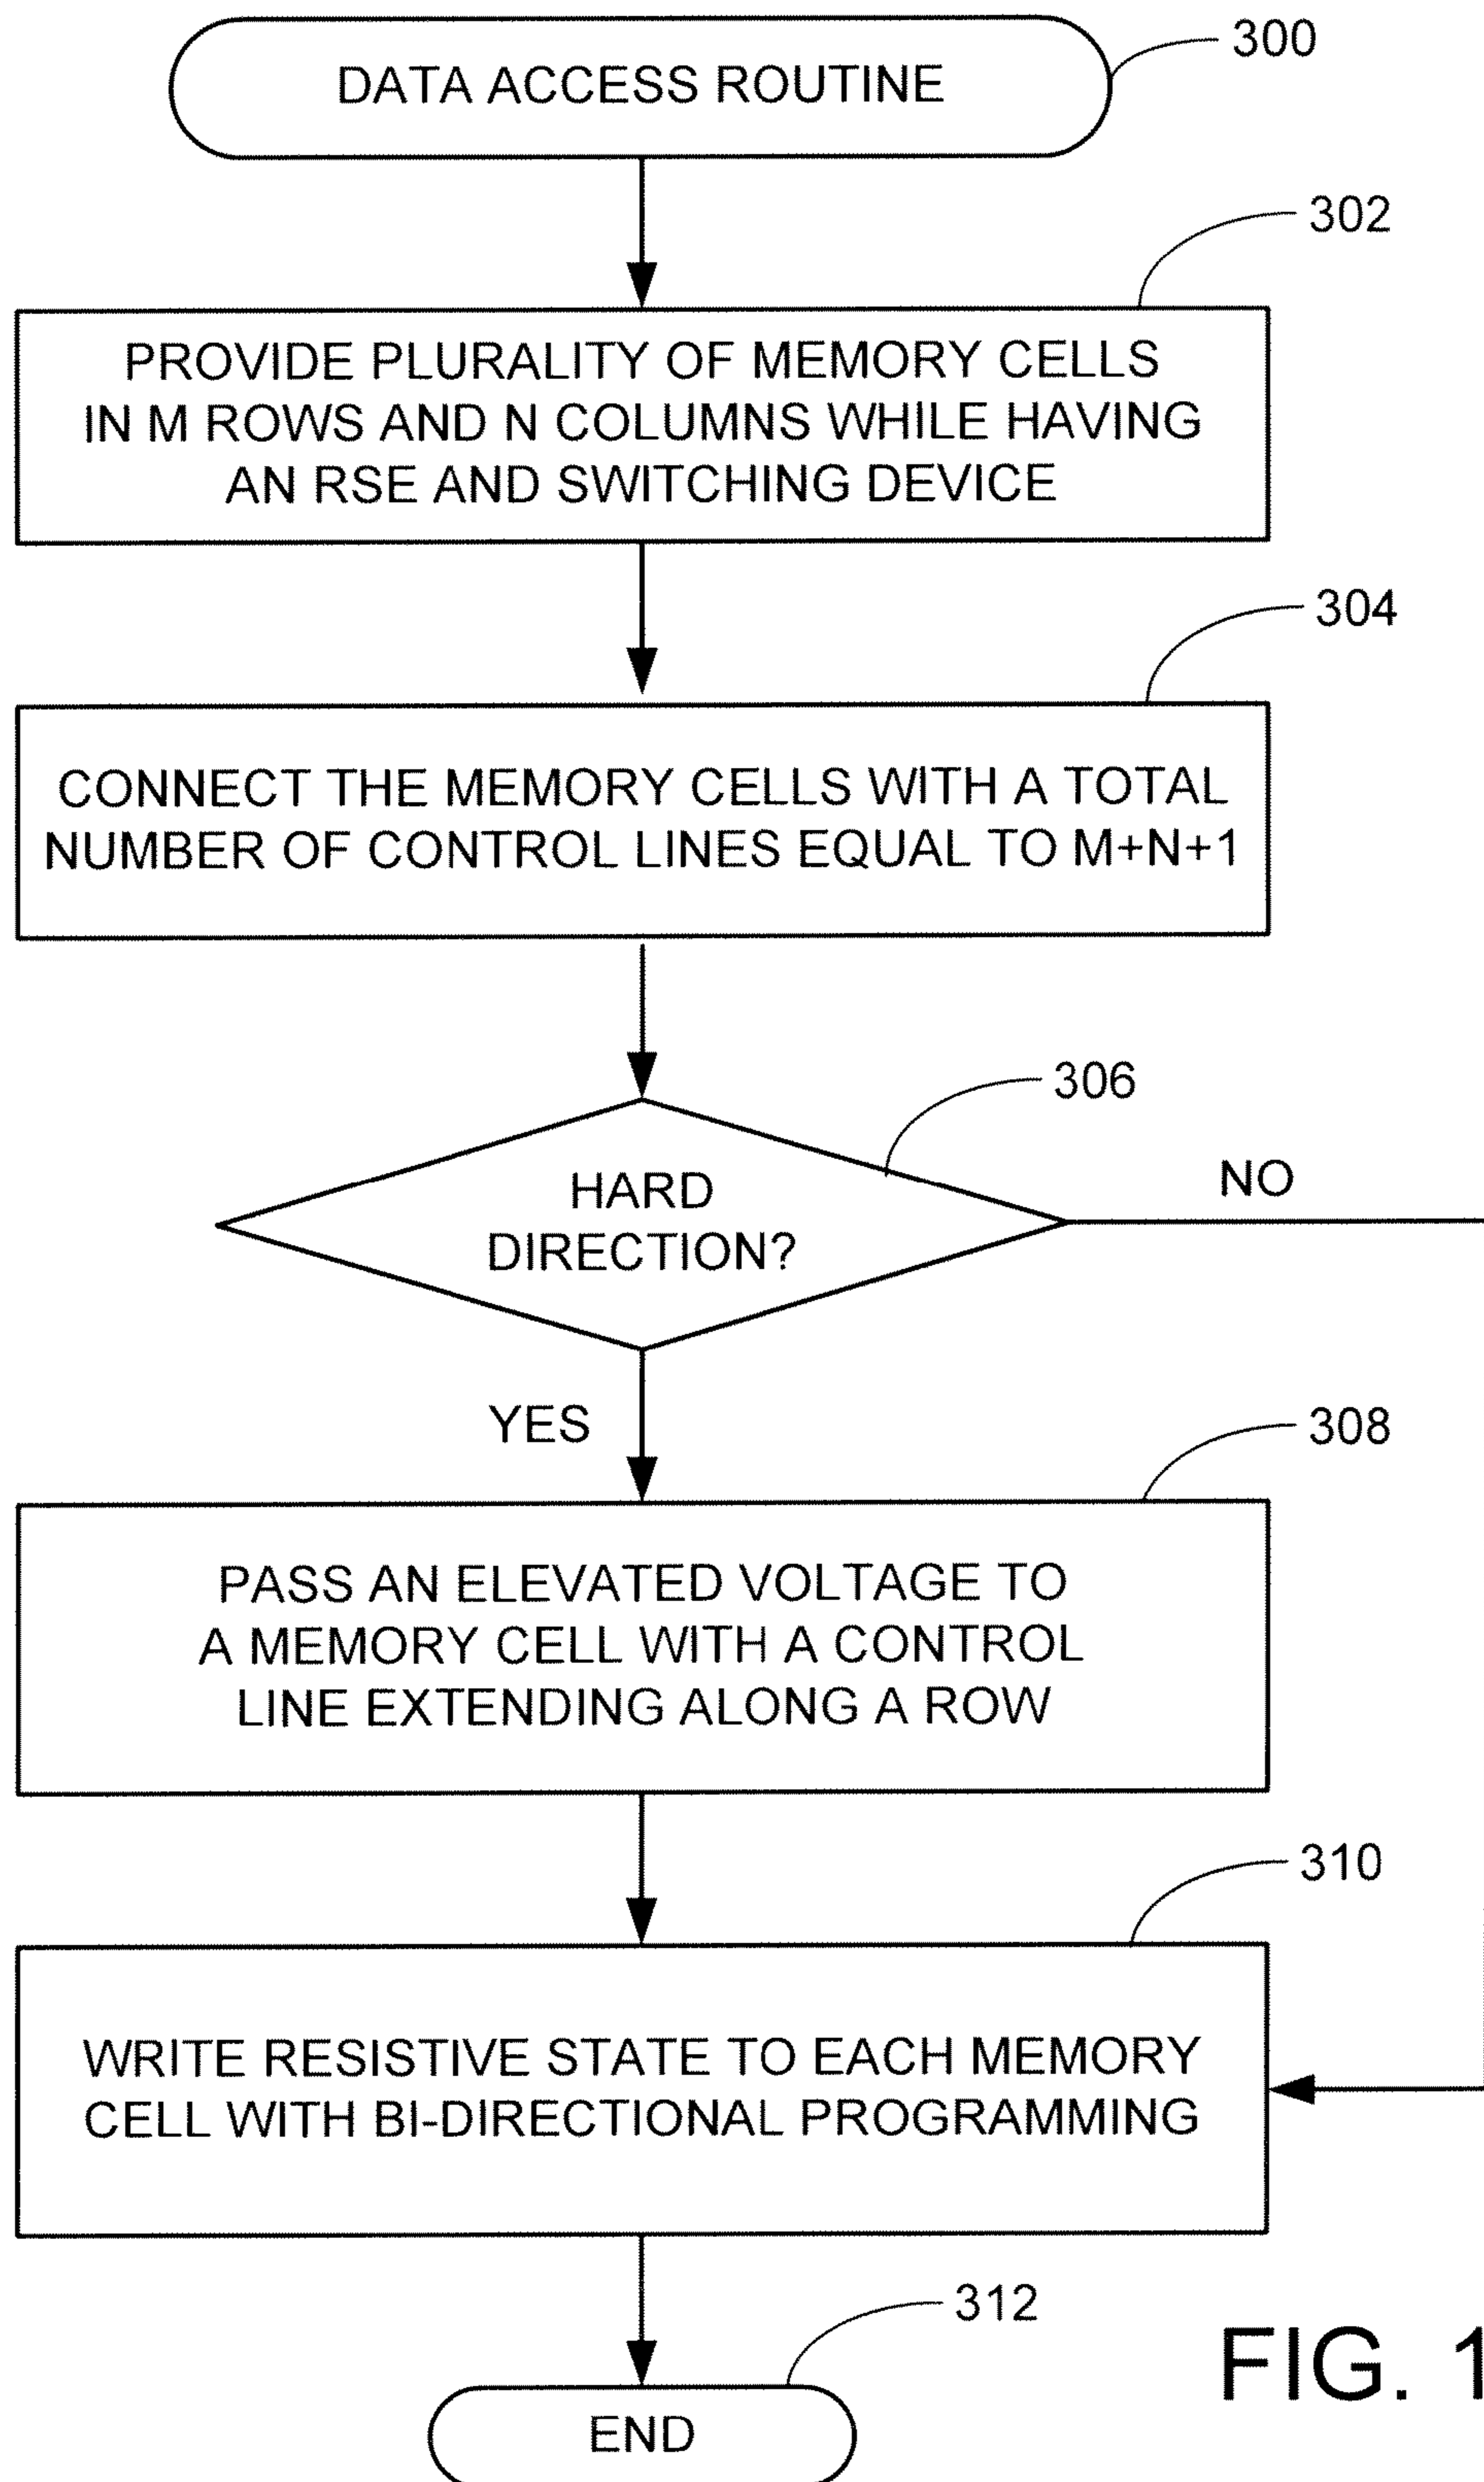 DATA ACCESS ROUTINE
300
302
PROVIDE PLURALITY OF MEMORY CELLS
IN M ROWS AND N COLUMNS WHILE HAVING
AN RSE AND SWITCHING DEVICE
304
CONNECT THE MEMORY CELLS WITH A TOTAL
NUMBER OF CONTROL LINES EQUAL TO M+N+1
306
HARD
DIRECTION?
NO
YES
308
PASS AN ELEVATED VOLTAGE TO
A MEMORY CELL WITH A CONTROL
LINE EXTENDING ALONG A ROW
310
WRITE RESISTIVE STATE TO EACH MEMORY
CELL WITH BI-DIRECTIONAL PROGRAMMING
312
END
FIG. 1